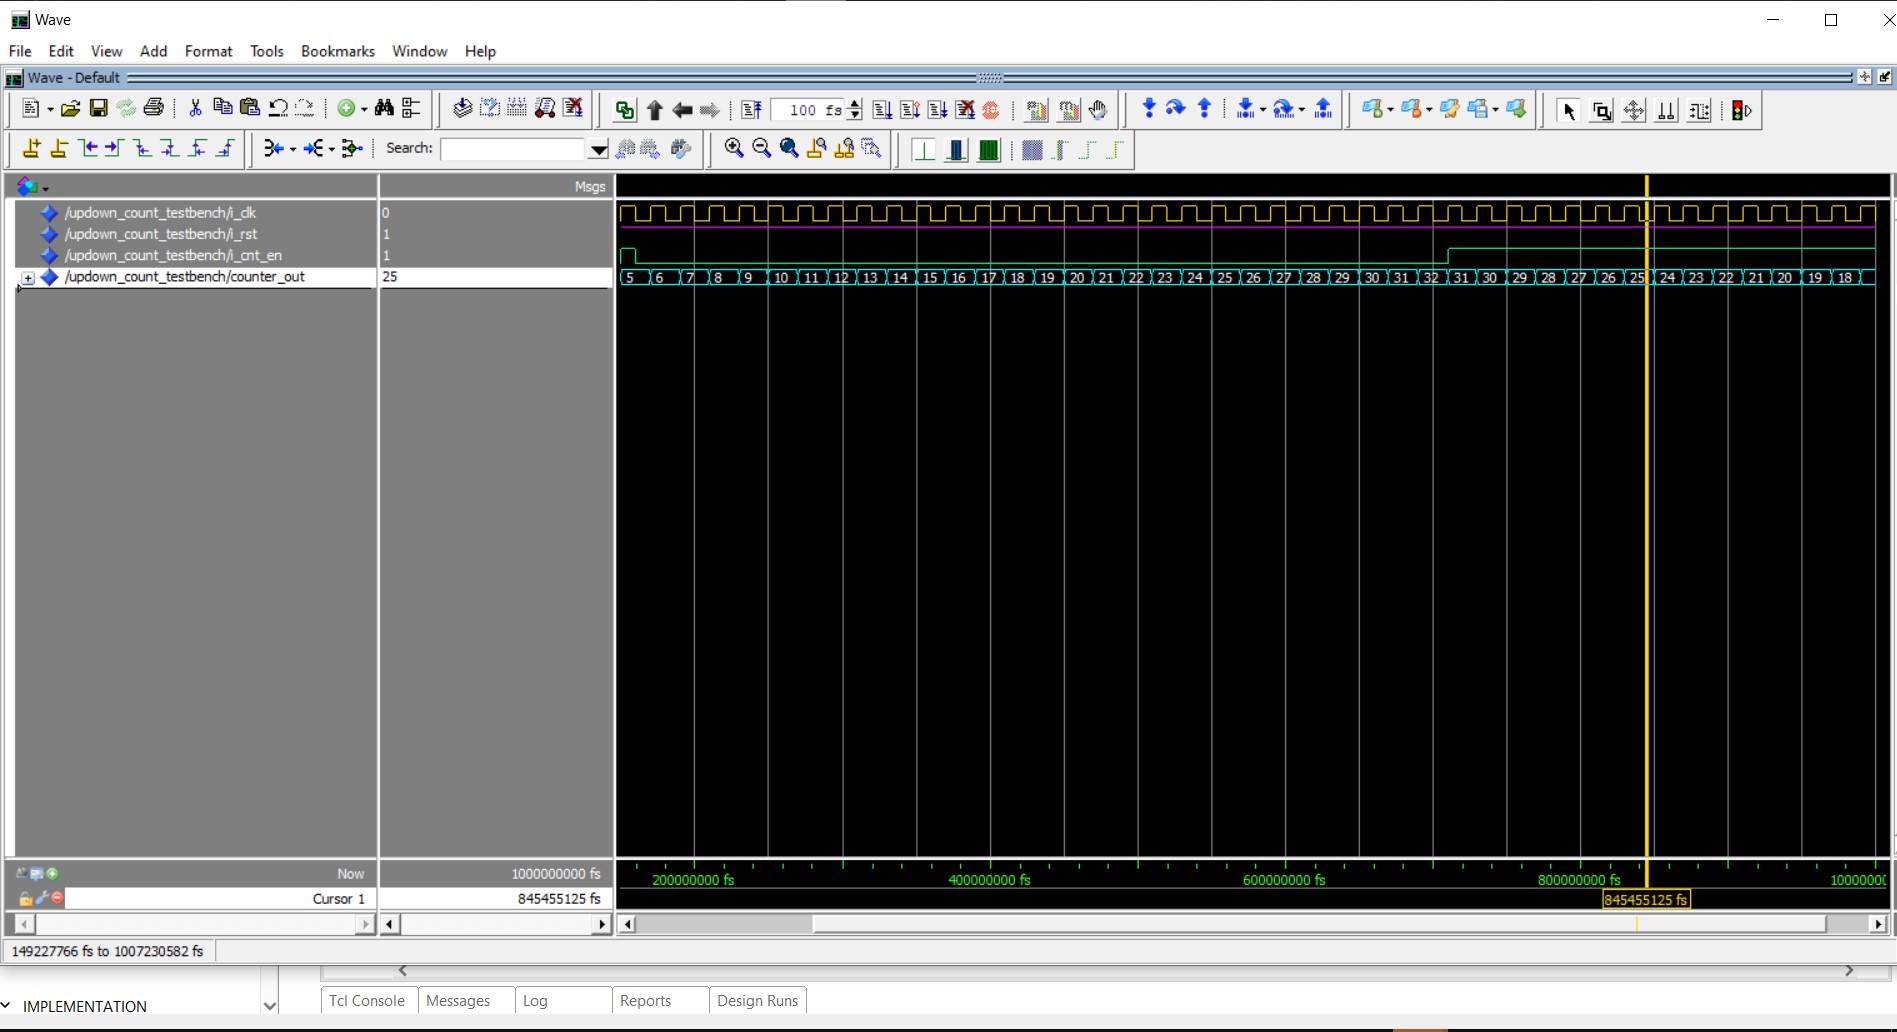 Wave
File Edit View Add Format Tools Bookmarks Window Help
Wave - Default
100 fs
Search:
Msgs
/updown_count_testbench/i_clk 0
/updown_count_testbench/i_rst 1
/updown_count_testbench/i_cnt_en 1
/updown_count_testbench/counter_out 25 5 6 7 8 9 10 11 12 13 14 15 16 17 18 19 20 21 22 23 24 25 26 27 28 29 30 31 32 31 30 29 28 27 26 25 24 23 22 21 20 19 18
Now 1000000000 fs 200000000 fs 400000000 fs 600000000 fs 800000000 fs 10000000
Cursor 1 845455125 fs 845455125 fs
149227766 fs to 1007230582 fs
IMPLEMENTATION Tcl Console Messages Log Reports Design Runs